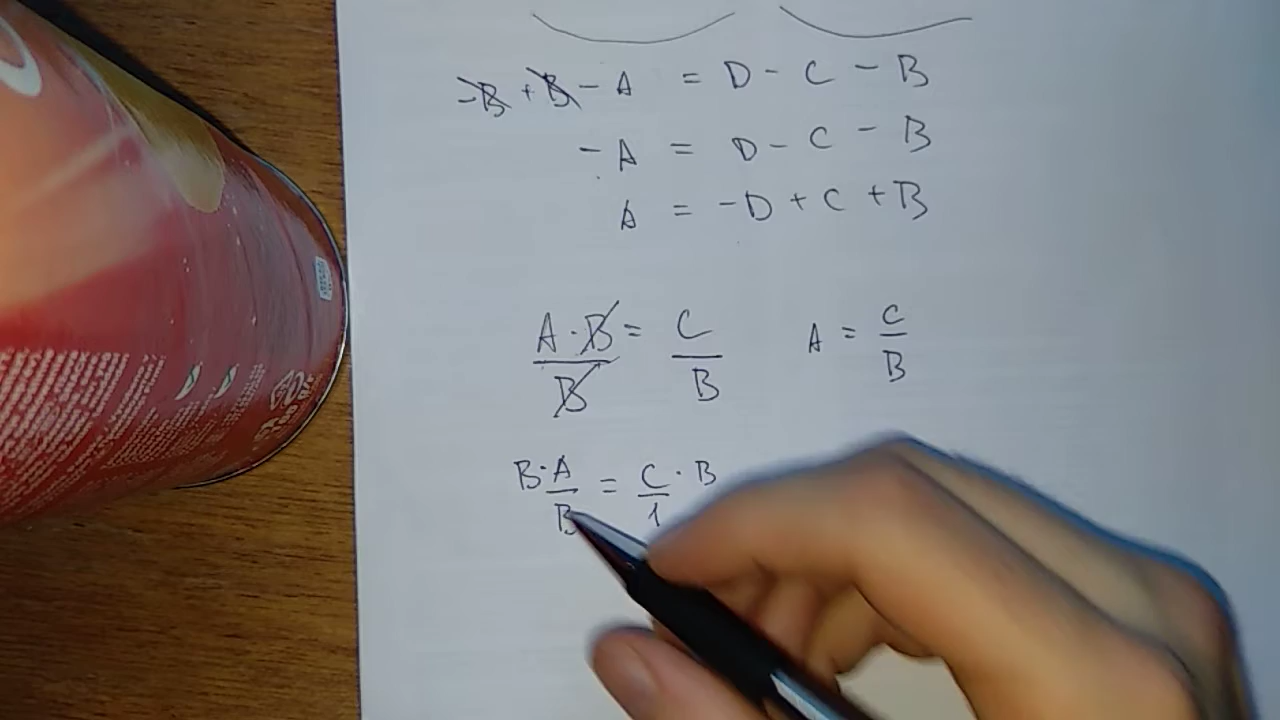 -B + B - A = D - C - B
- A = D - C - B
A = -D + C + B
A · B / B = C / B    A = C / B
B · A / B = C / 1 · B